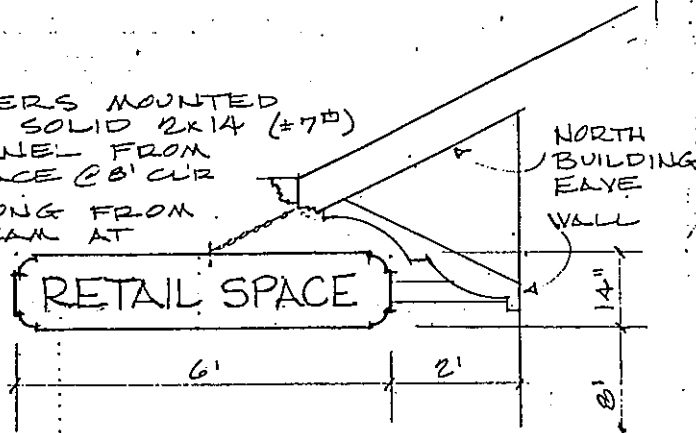 ERS MOUNTED
SOLID 2x14 (±7⌷)
NEL FROM
ACE @ 8' CLR
ONG FROM
EAM AT
NORTH
BUILDING
EAVE
WALL
RETAIL SPACE
14"
6'
2'
8'